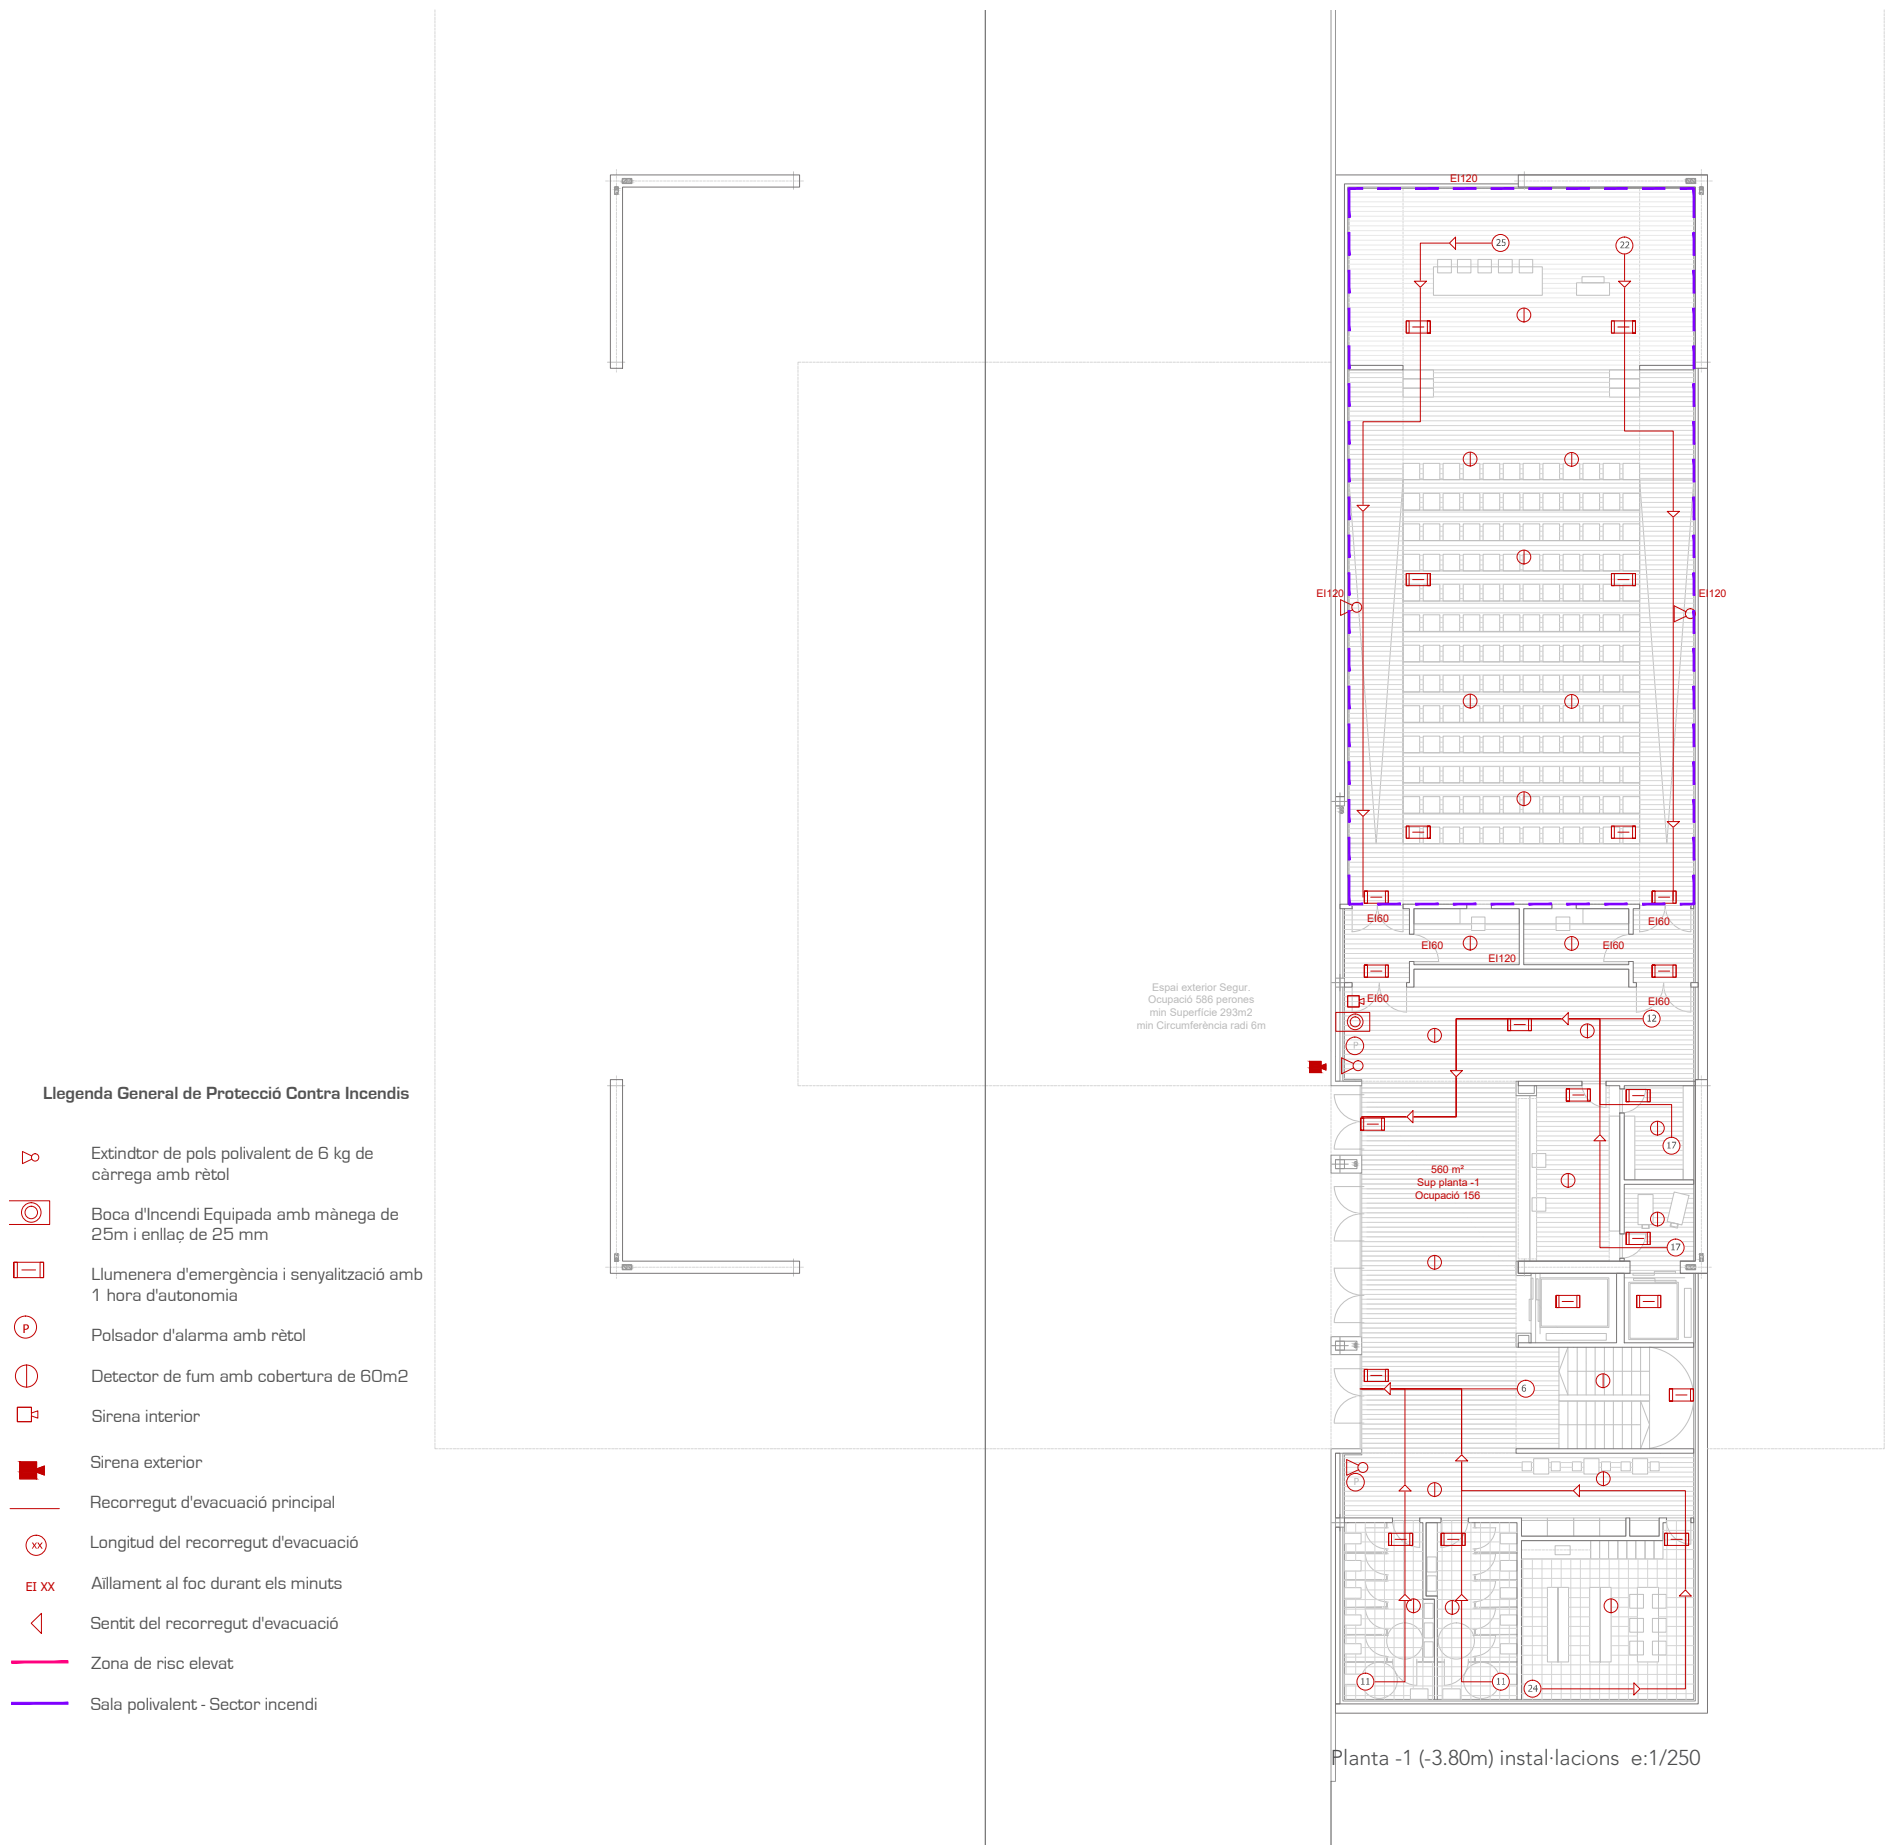 EI120
25
22
EI120
EI120
EI60
EI60
EI60
EI60
EI120
EI60
EI60
Espai exterior Segur.
Ocupació 586 perones
min Superfície 293m2
min Circumferència radi 6m
12
P
17
560 m²
Sup planta -1
Ocupació 156
17
6
P
11
11
24
Llegenda General de Protecció Contra Incendis
Extindtor de pols polivalent de 6 kg de
càrrega amb rètol
Boca d'Incendi Equipada amb mànega de
25m i enllaç de 25 mm
Llumenera d'emergència i senyalització amb
1 hora d'autonomia
P
Polsador d'alarma amb rètol
Detector de fum amb cobertura de 60m2
Sirena interior
Sirena exterior
Recorregut d'evacuació principal
xx
Longitud del recorregut d'evacuació
EI XX
Aïllament al foc durant els minuts
Sentit del recorregut d'evacuació
Zona de risc elevat
Sala polivalent - Sector incendi
Planta -1 (-3.80m) instal·lacions e:1/250